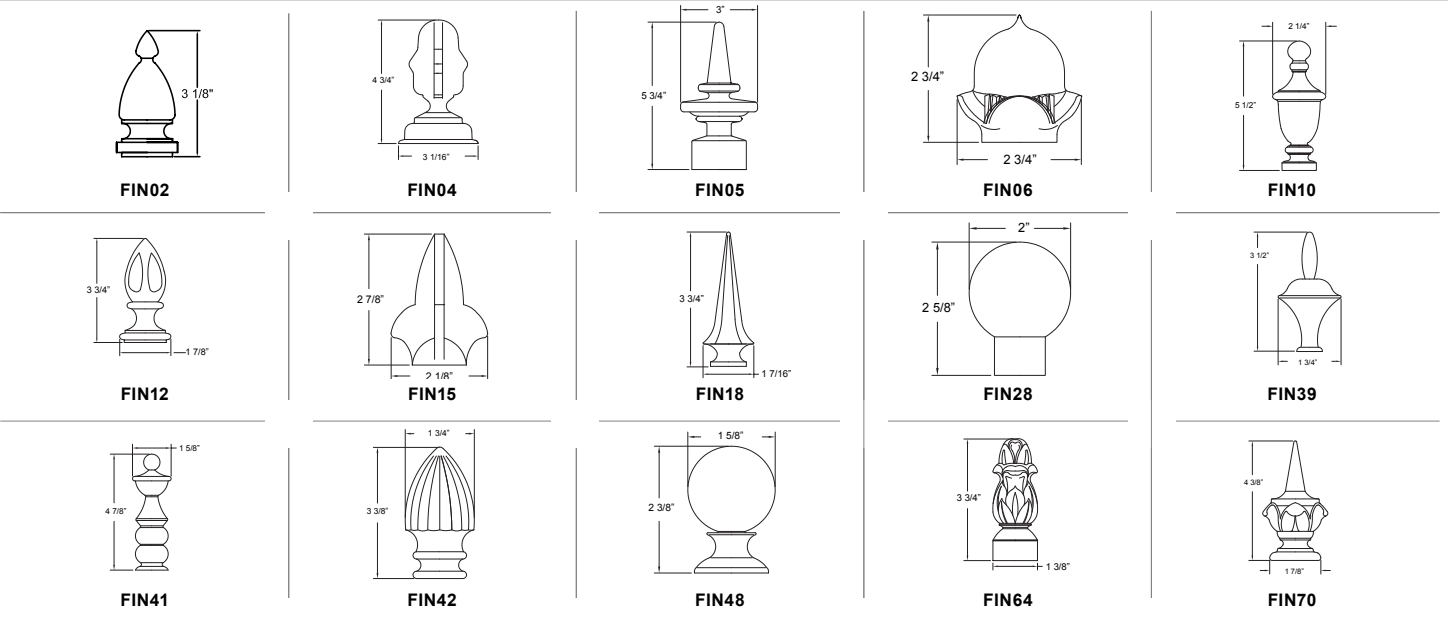 3 1/8"
FIN02
4 3/4"
3 1/16"
FIN04
3"
5 3/4"
FIN05
2 3/4"
2 3/4"
FIN06
2 1/4"
5 1/2"
FIN10
3 3/4"
1 7/8"
FIN12
2 7/8"
2 1/8"
FIN15
3 3/4"
1 7/16"
FIN18
2"
2 5/8"
FIN28
3 1/2"
1 3/4"
FIN39
1 5/8"
4 7/8"
FIN41
1 3/4"
3 3/8"
FIN42
1 5/8"
2 3/8"
FIN48
3 3/4"
1 3/8"
FIN64
4 3/8"
1 7/8"
FIN70